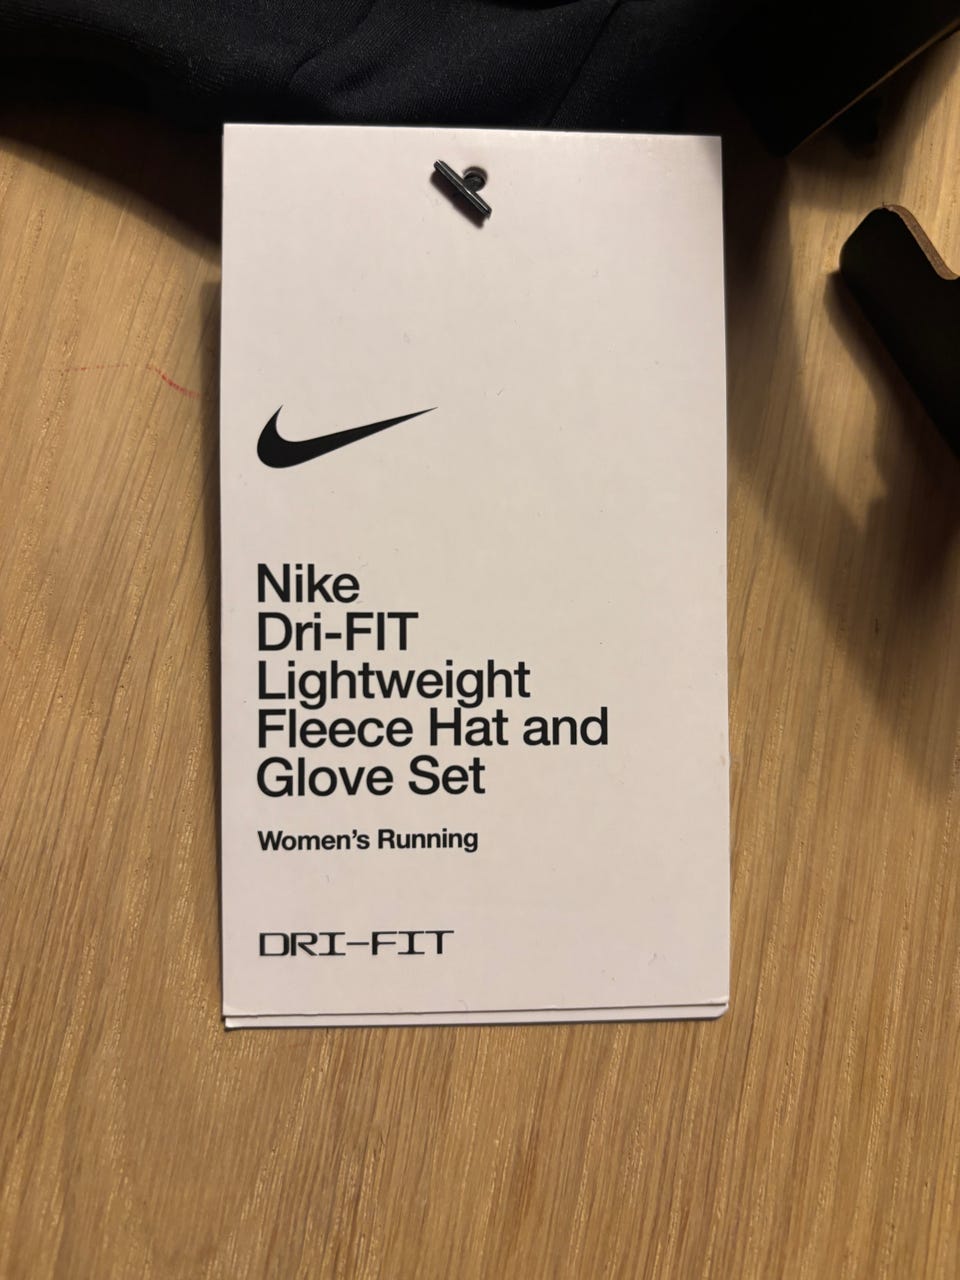 Nike
Dri-FIT
Lightweight
Fleece Hat and
Glove Set
Women's Running
DRI-FIT